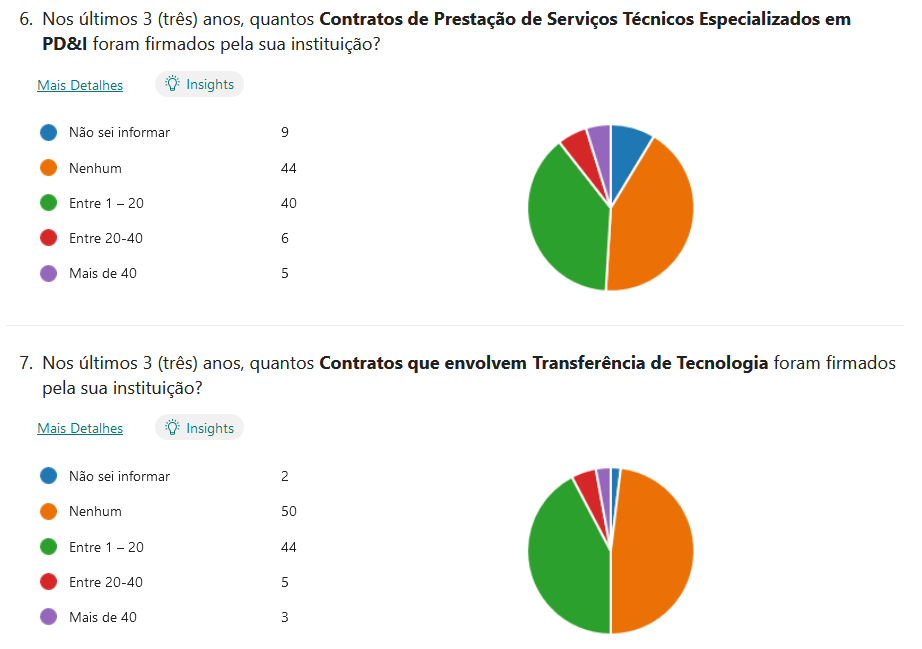 6. Nos últimos 3 (três) anos, quantos Contratos de Prestação de Serviços Técnicos Especializados em
PD&I foram firmados pela sua instituição?
Mais Detalhes Insights
Não sei informar 9
Nenhum 44
Entre 1 – 20 40
Entre 20-40 6
Mais de 40 5
7. Nos últimos 3 (três) anos, quantos Contratos que envolvem Transferência de Tecnologia foram firmados
pela sua instituição?
Mais Detalhes Insights
Não sei informar 2
Nenhum 50
Entre 1 – 20 44
Entre 20-40 5
Mais de 40 3